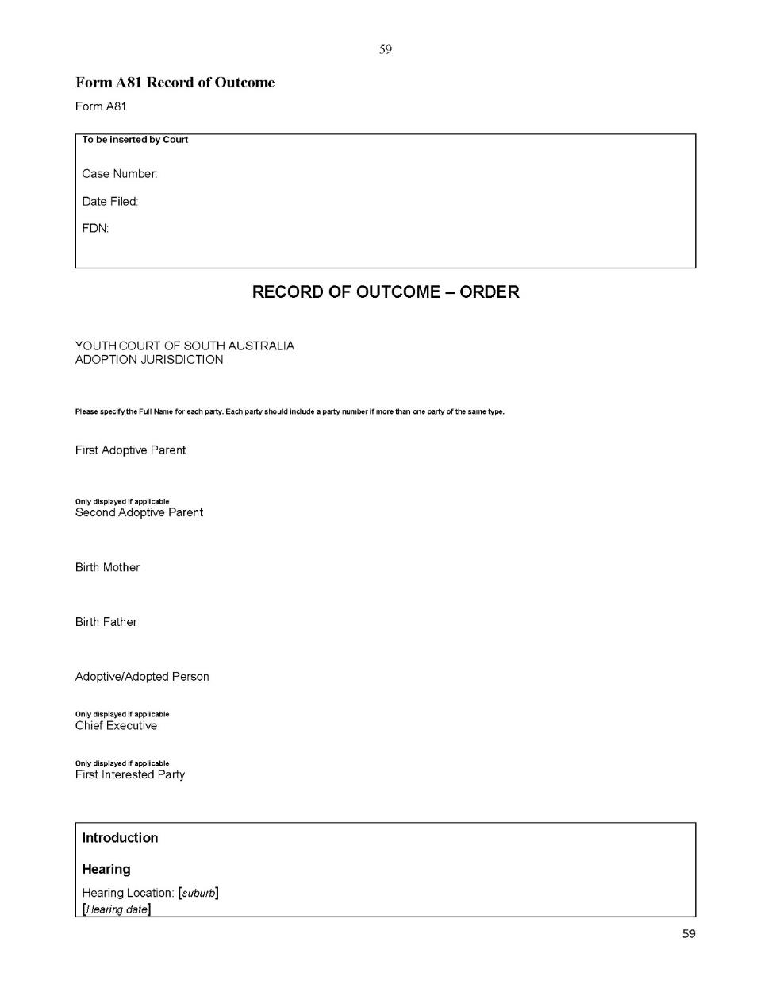 59
Form A81 Record of Outcome
Form A81
To be inserted by Court
Case Number:
Date Filed:
FDN:
RECORD OF OUTCOME – ORDER
YOUTH COURT OF SOUTH AUSTRALIA
ADOPTION JURISDICTION
Please specify the Full Name for each party. Each party should include a party number if more than one party of the same type.
First Adoptive Parent
Only displayed if applicable
Second Adoptive Parent
Birth Mother
Birth Father
Adoptive/Adopted Person
Only displayed if applicable
Chief Executive
Only displayed if applicable
First Interested Party
Introduction
Hearing
Hearing Location: [suburb]
[Hearing date]
59